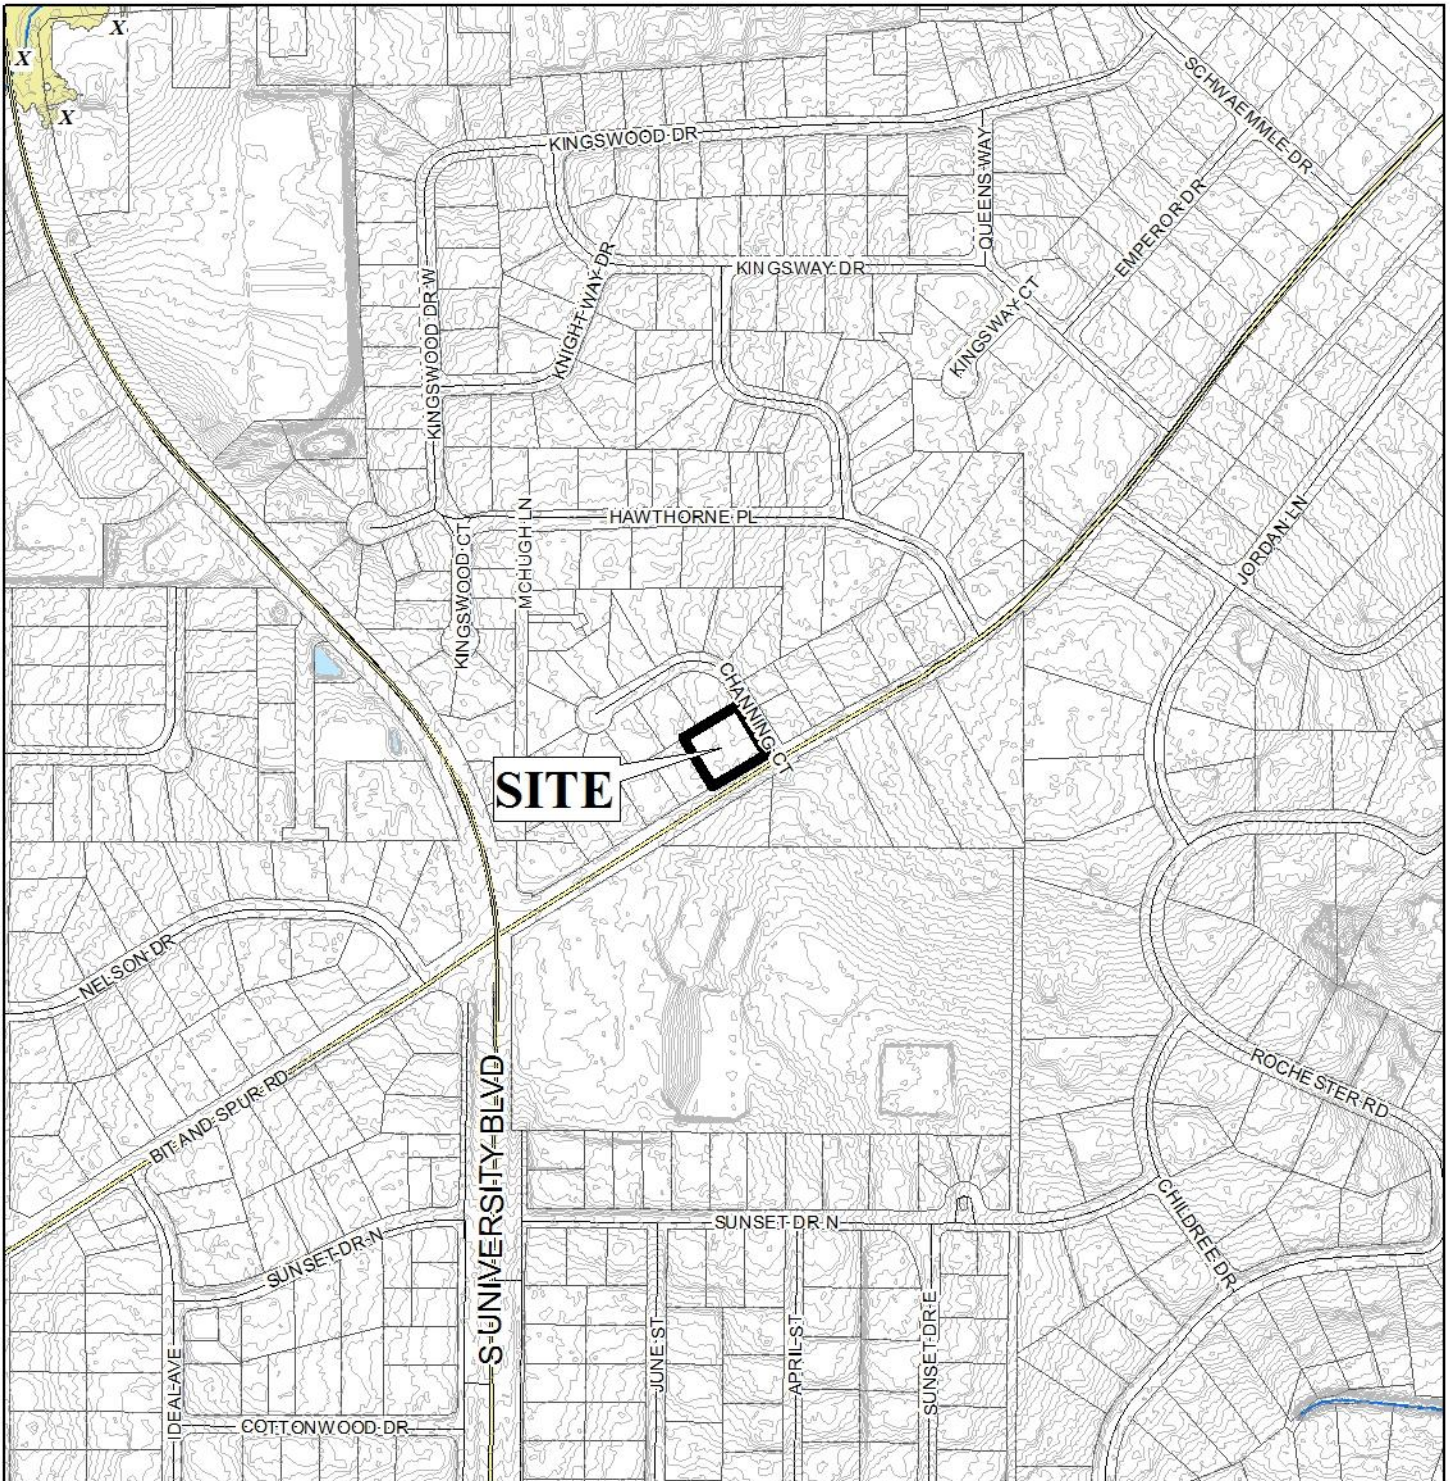 X
X
X
SCHWAEMMLE DR
KINGSWOOD DR
QUEENS WAY
EMPEROR DR
KINGSWAY DR
KNIGHT WAY DR
KINGSWAY CT
KINGSWOOD DR W
HAWTHORNE PL
MCHUGH LN
KINGSWOOD CT
JORDAN LN
CHANNING CT
SITE
NELSON DR
BIT AND SPUR RD
S UNIVERSITY BLVD
ROCHESTER RD
SUNSET DR N
SUNSET DR N
CHILDREE DR
IDEAL AVE
JUNE ST
APRIL ST
SUNSET DR E
COTTONWOOD DR